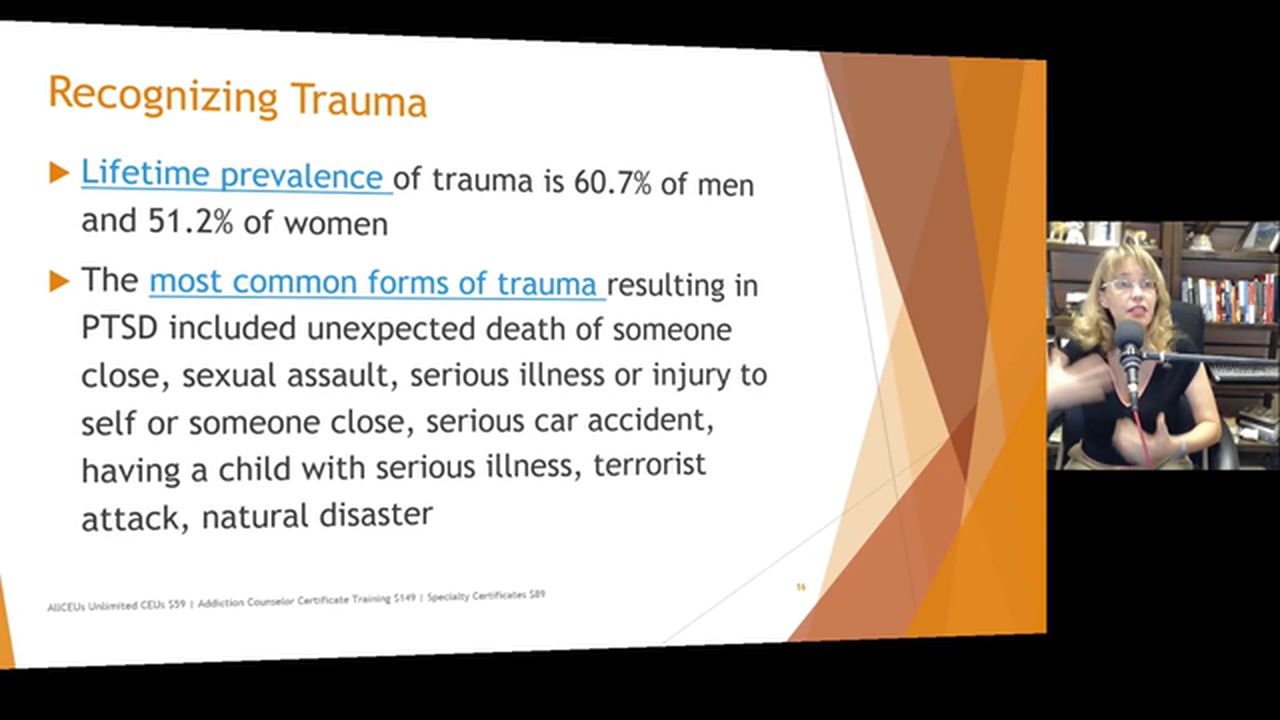 Recognizing Trauma
Lifetime prevalence of trauma is 60.7% of men
and 51.2% of women
The most common forms of trauma resulting in
PTSD included unexpected death of someone
close, sexual assault, serious illness or injury to
self or someone close, serious car accident,
having a child with serious illness, terrorist
attack, natural disaster
AllCEUs Unlimited CEUs $59 | Addiction Counselor Certificate Training $149 | Specialty Certificates $89
16